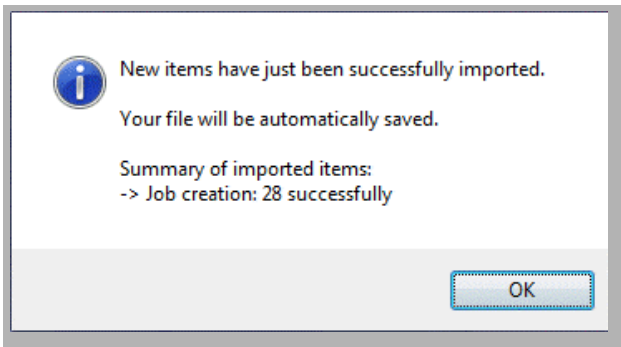 New items have just been successfully imported.
Your file will be automatically saved.
Summary of imported items:
-> Job creation: 28 successfully
OK